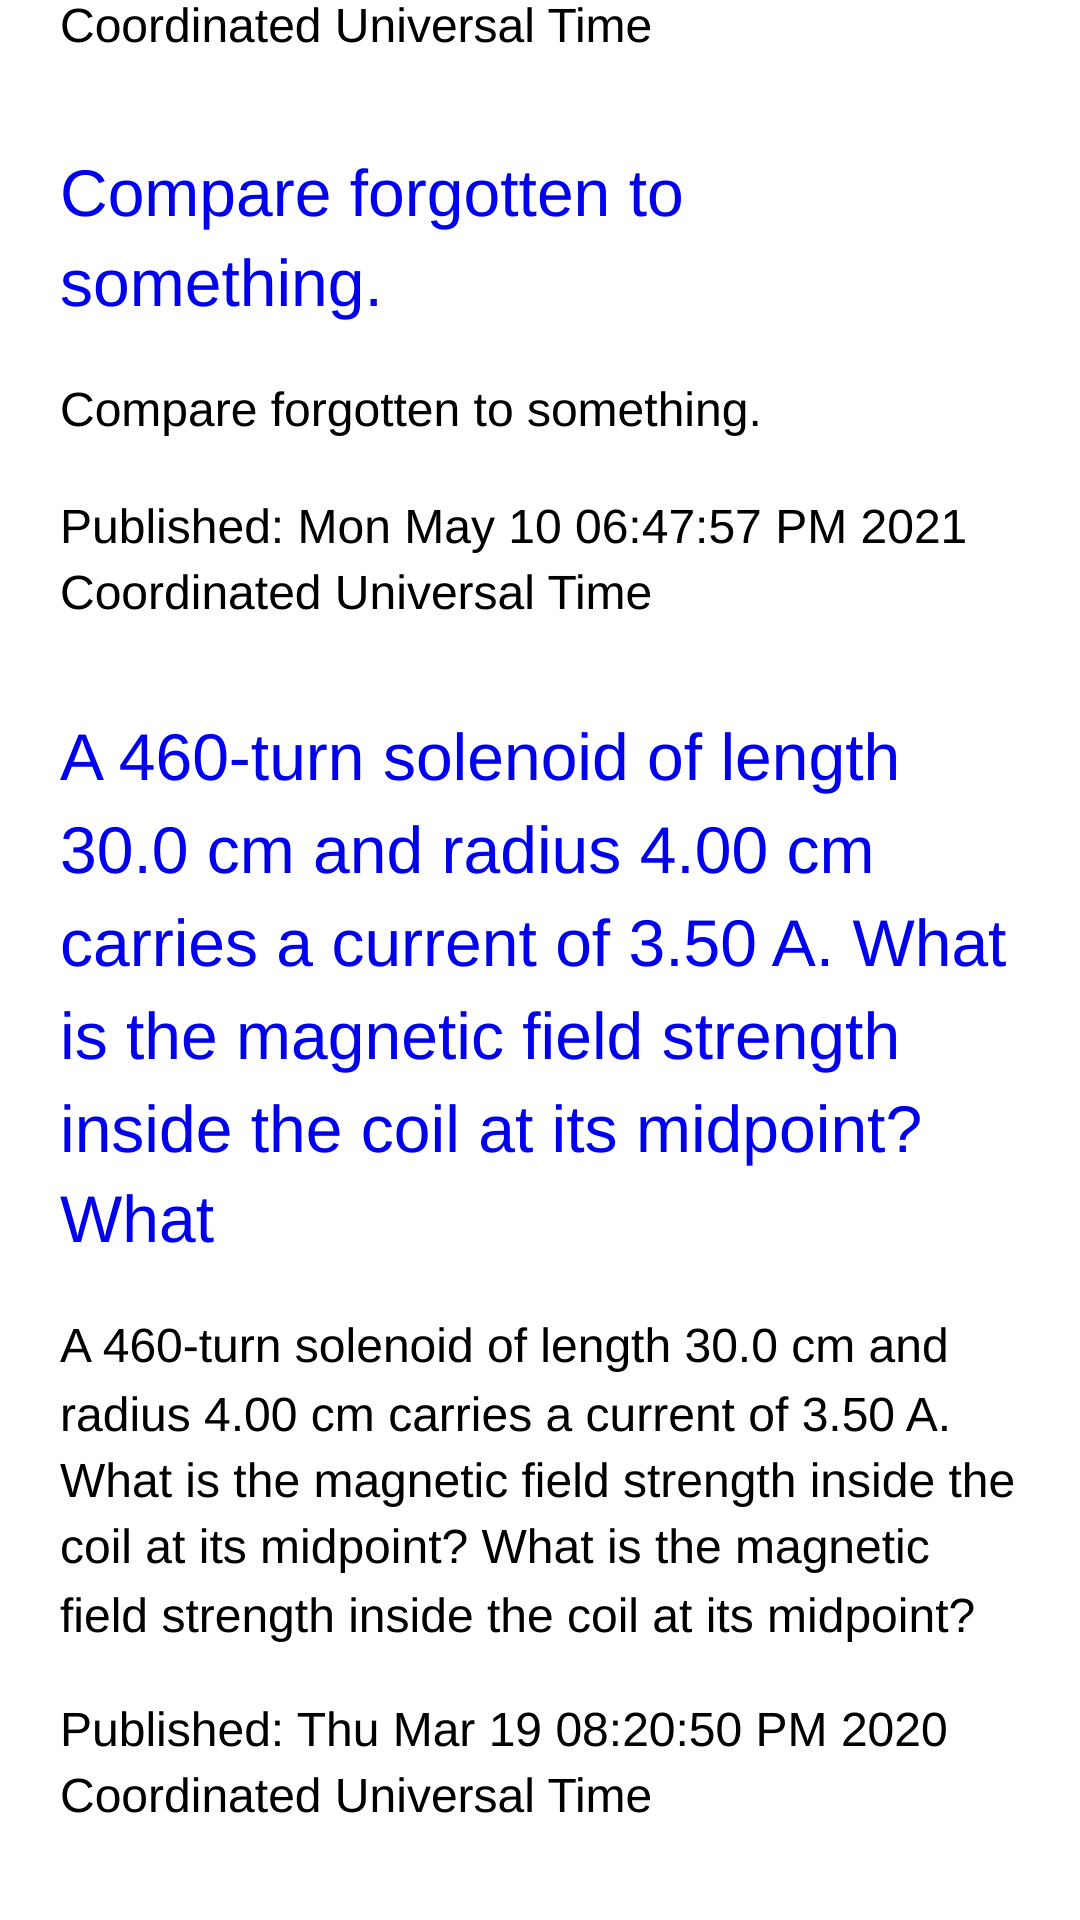 Coordinated Universal Time
Compare forgotten to
something.
Compare forgotten to something.
Published: Mon May 10 06:47:57 PM 2021
Coordinated Universal Time
A 460-turn solenoid of length
30.0 cm and radius 4.00 cm
carries a current of 3.50 A. What
is the magnetic field strength
inside the coil at its midpoint?
What
A 460-turn solenoid of length 30.0 cm and
radius 4.00 cm carries a current of 3.50 A.
What is the magnetic field strength inside the
coil at its midpoint? What is the magnetic
field strength inside the coil at its midpoint?
Published: Thu Mar 19 08:20:50 PM 2020
Coordinated Universal Time